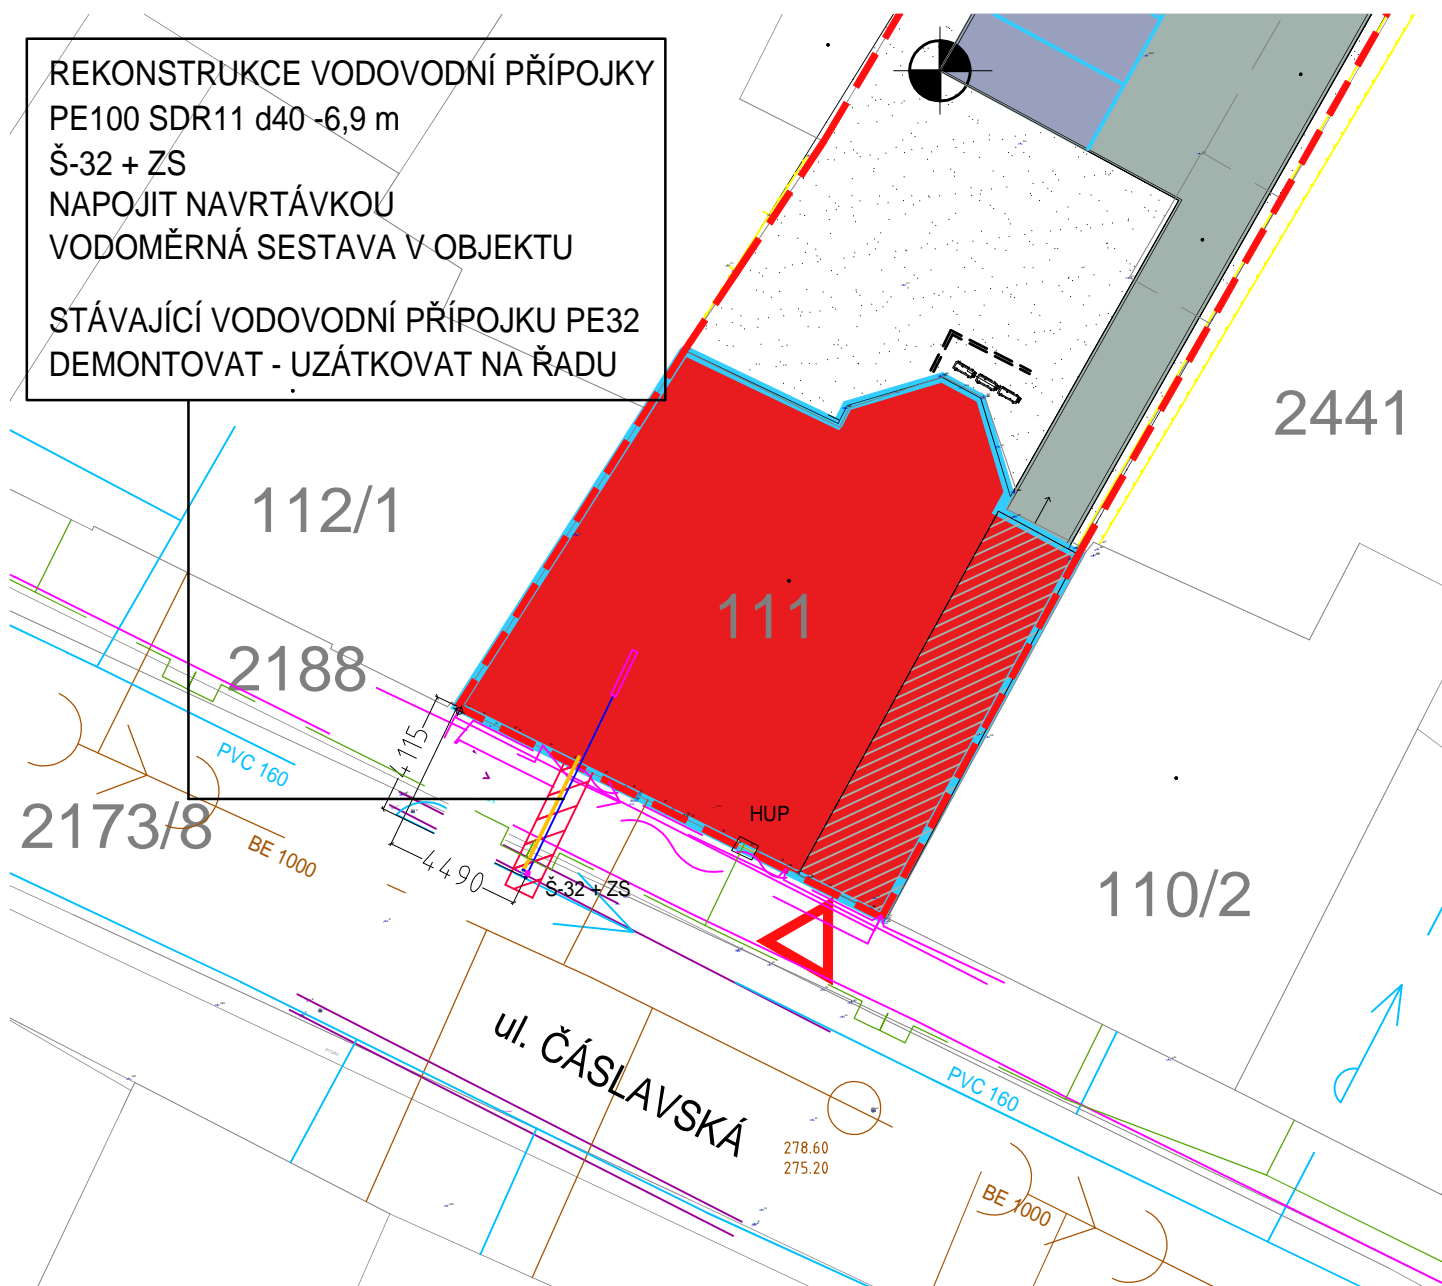 REKONSTRUKCE VODOVODNÍ PŘÍPOJKY
PE100 SDR11 d40 -6,9 m
Š-32 + ZS
NAPOJIT NAVRTÁVKOU
VODOMĚRNÁ SESTAVA V OBJEKTU
STÁVAJÍCÍ VODOVODNÍ PŘÍPOJKU PE32
DEMONTOVAT - UZÁTKOVAT NA ŘADU
2441
112/1
111
2188
PVC 160
2173/8
BE 1000
4490
HUP
Š-32 + ZS
110/2
ul. ČÁSLAVSKÁ
PVC 160
278.60
275.20
BE 1000